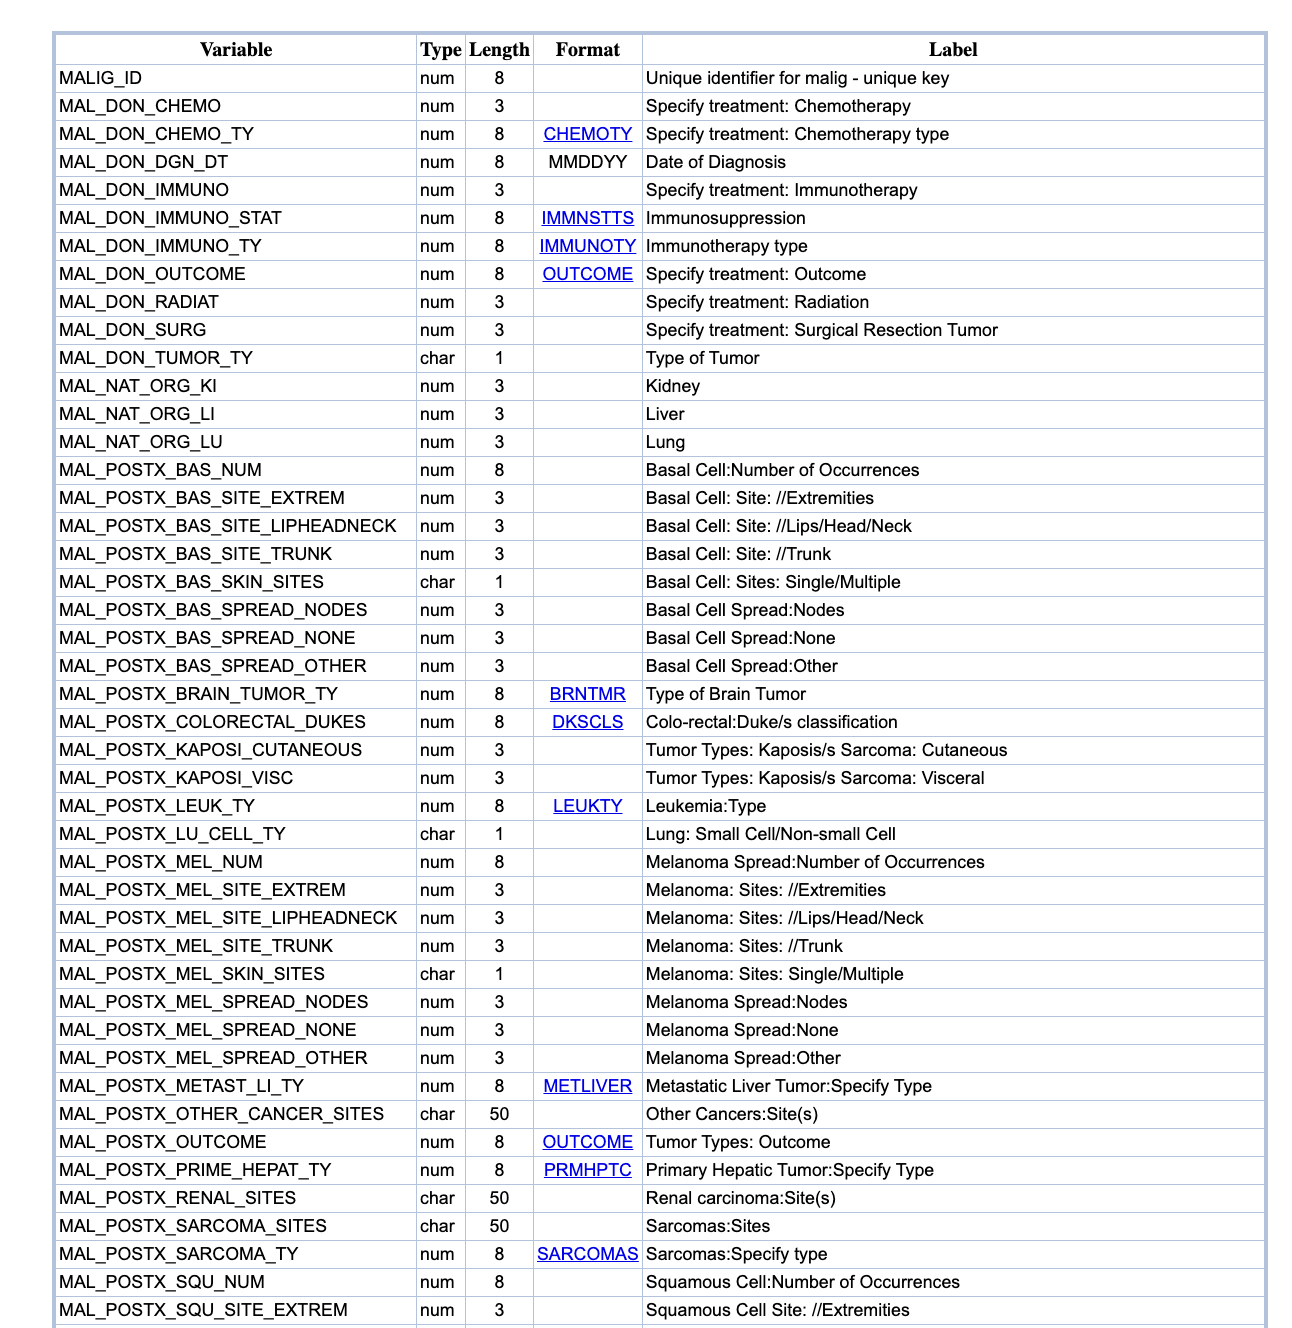 Variable Type Length Format Label
MALIG_ID num 8 Unique identifier for malig - unique key
MAL_DON_CHEMO num 3 Specify treatment: Chemotherapy
MAL_DON_CHEMO_TY num 8 CHEMOTY Specify treatment: Chemotherapy type
MAL_DON_DGN_DT num 8 MMDDYY Date of Diagnosis
MAL_DON_IMMUNO num 3 Specify treatment: Immunotherapy
MAL_DON_IMMUNO_STAT num 8 IMMNSTTS Immunosuppression
MAL_DON_IMMUNO_TY num 8 IMMUNOTY Immunotherapy type
MAL_DON_OUTCOME num 8 OUTCOME Specify treatment: Outcome
MAL_DON_RADIAT num 3 Specify treatment: Radiation
MAL_DON_SURG num 3 Specify treatment: Surgical Resection Tumor
MAL_DON_TUMOR_TY char 1 Type of Tumor
MAL_NAT_ORG_KI num 3 Kidney
MAL_NAT_ORG_LI num 3 Liver
MAL_NAT_ORG_LU num 3 Lung
MAL_POSTX_BAS_NUM num 8 Basal Cell:Number of Occurrences
MAL_POSTX_BAS_SITE_EXTREM num 3 Basal Cell: Site: //Extremities
MAL_POSTX_BAS_SITE_LIPHEADNECK num 3 Basal Cell: Site: //Lips/Head/Neck
MAL_POSTX_BAS_SITE_TRUNK num 3 Basal Cell: Site: //Trunk
MAL_POSTX_BAS_SKIN_SITES char 1 Basal Cell: Sites: Single/Multiple
MAL_POSTX_BAS_SPREAD_NODES num 3 Basal Cell Spread:Nodes
MAL_POSTX_BAS_SPREAD_NONE num 3 Basal Cell Spread:None
MAL_POSTX_BAS_SPREAD_OTHER num 3 Basal Cell Spread:Other
MAL_POSTX_BRAIN_TUMOR_TY num 8 BRNTMR Type of Brain Tumor
MAL_POSTX_COLORECTAL_DUKES num 8 DKSCLS Colo-rectal:Duke/s classification
MAL_POSTX_KAPOSI_CUTANEOUS num 3 Tumor Types: Kaposis/s Sarcoma: Cutaneous
MAL_POSTX_KAPOSI_VISC num 3 Tumor Types: Kaposis/s Sarcoma: Visceral
MAL_POSTX_LEUK_TY num 8 LEUKTY Leukemia:Type
MAL_POSTX_LU_CELL_TY char 1 Lung: Small Cell/Non-small Cell
MAL_POSTX_MEL_NUM num 8 Melanoma Spread:Number of Occurrences
MAL_POSTX_MEL_SITE_EXTREM num 3 Melanoma: Sites: //Extremities
MAL_POSTX_MEL_SITE_LIPHEADNECK num 3 Melanoma: Sites: //Lips/Head/Neck
MAL_POSTX_MEL_SITE_TRUNK num 3 Melanoma: Sites: //Trunk
MAL_POSTX_MEL_SKIN_SITES char 1 Melanoma: Sites: Single/Multiple
MAL_POSTX_MEL_SPREAD_NODES num 3 Melanoma Spread:Nodes
MAL_POSTX_MEL_SPREAD_NONE num 3 Melanoma Spread:None
MAL_POSTX_MEL_SPREAD_OTHER num 3 Melanoma Spread:Other
MAL_POSTX_METAST_LI_TY num 8 METLIVER Metastatic Liver Tumor:Specify Type
MAL_POSTX_OTHER_CANCER_SITES char 50 Other Cancers:Site(s)
MAL_POSTX_OUTCOME num 8 OUTCOME Tumor Types: Outcome
MAL_POSTX_PRIME_HEPAT_TY num 8 PRMHPTC Primary Hepatic Tumor:Specify Type
MAL_POSTX_RENAL_SITES char 50 Renal carcinoma:Site(s)
MAL_POSTX_SARCOMA_SITES char 50 Sarcomas:Sites
MAL_POSTX_SARCOMA_TY num 8 SARCOMAS Sarcomas:Specify type
MAL_POSTX_SQU_NUM num 8 Squamous Cell:Number of Occurrences
MAL_POSTX_SQU_SITE_EXTREM num 3 Squamous Cell Site: //Extremities